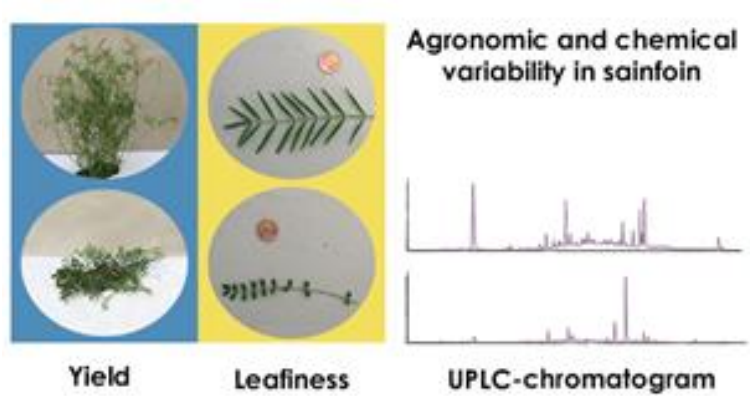 Agronomic and chemical
variability in sainfoin
Yield
Leafiness
UPLC-chromatogram